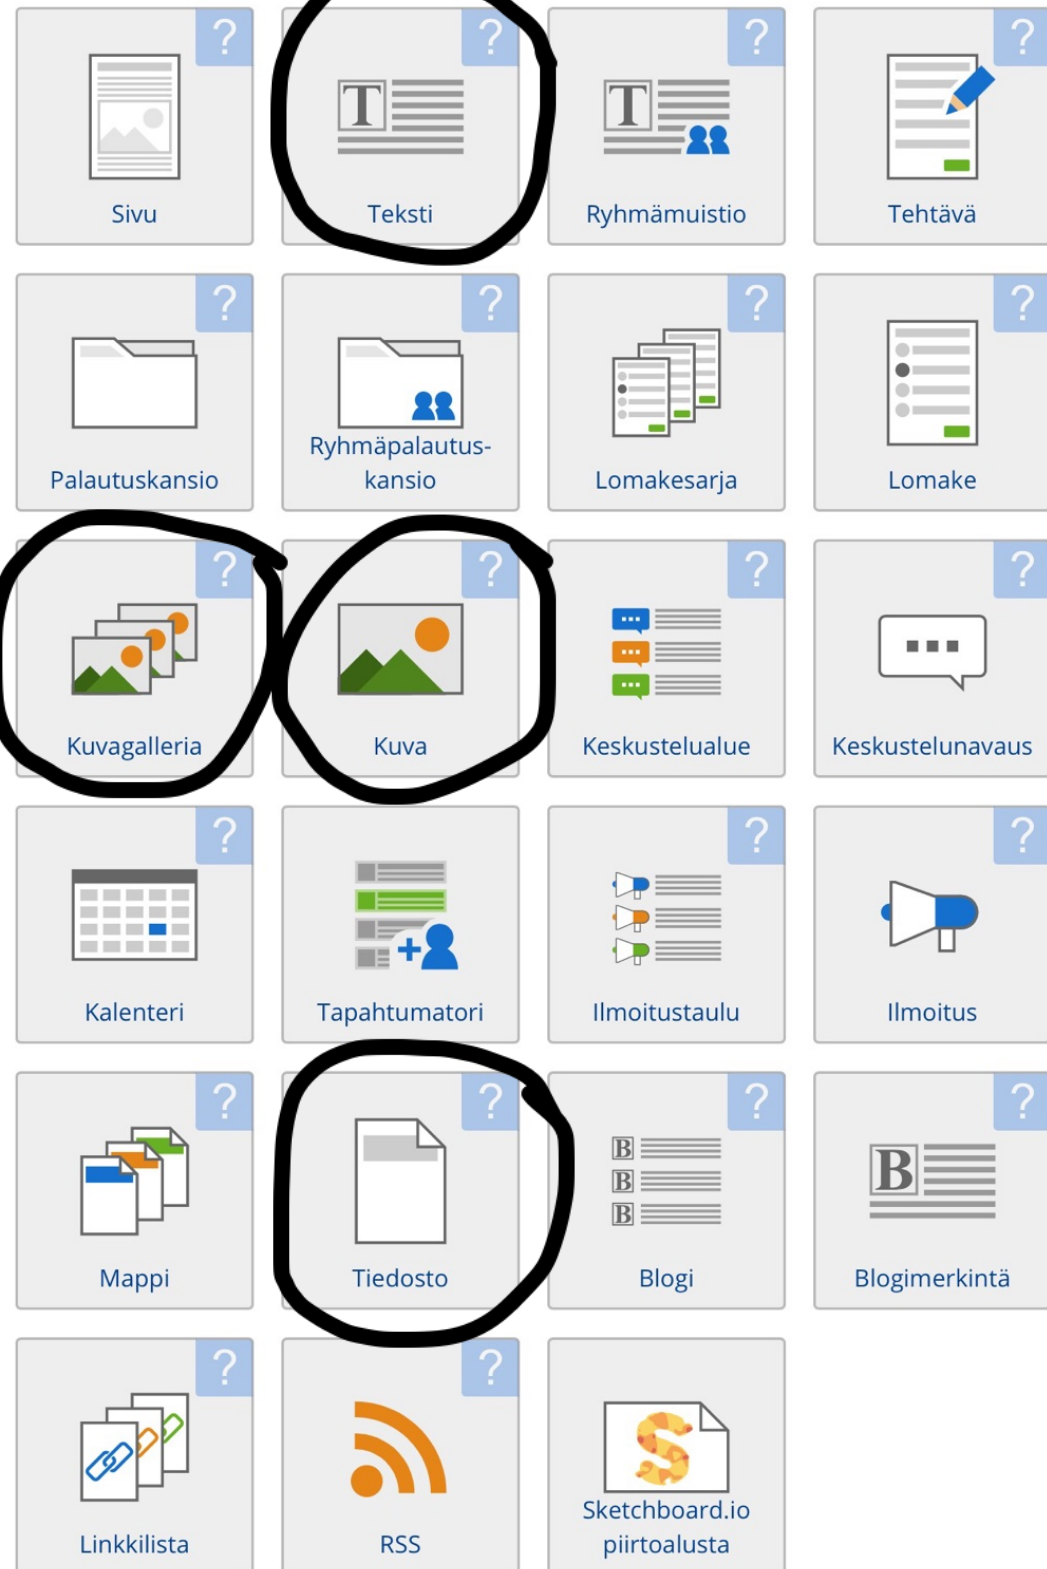 ?
?
?
?
T
T
Sivu
Teksti
Ryhmämuistio
Tehtävä
?
?
?
?
Palautuskansio
Ryhmäpalautus-
kansio
Lomakesarja
Lomake
?
?
?
?
Kuvagalleria
Kuva
Keskustelualue
Keskustelunavaus
?
?
?
Kalenteri
Tapahtumatori
Ilmoitustaulu
Ilmoitus
?
?
?
?
B
B
B
B
Mappi
Tiedosto
Blogi
Blogimerkintä
?
?
S
Linkkilista
RSS
Sketchboard.io
piirtoalusta